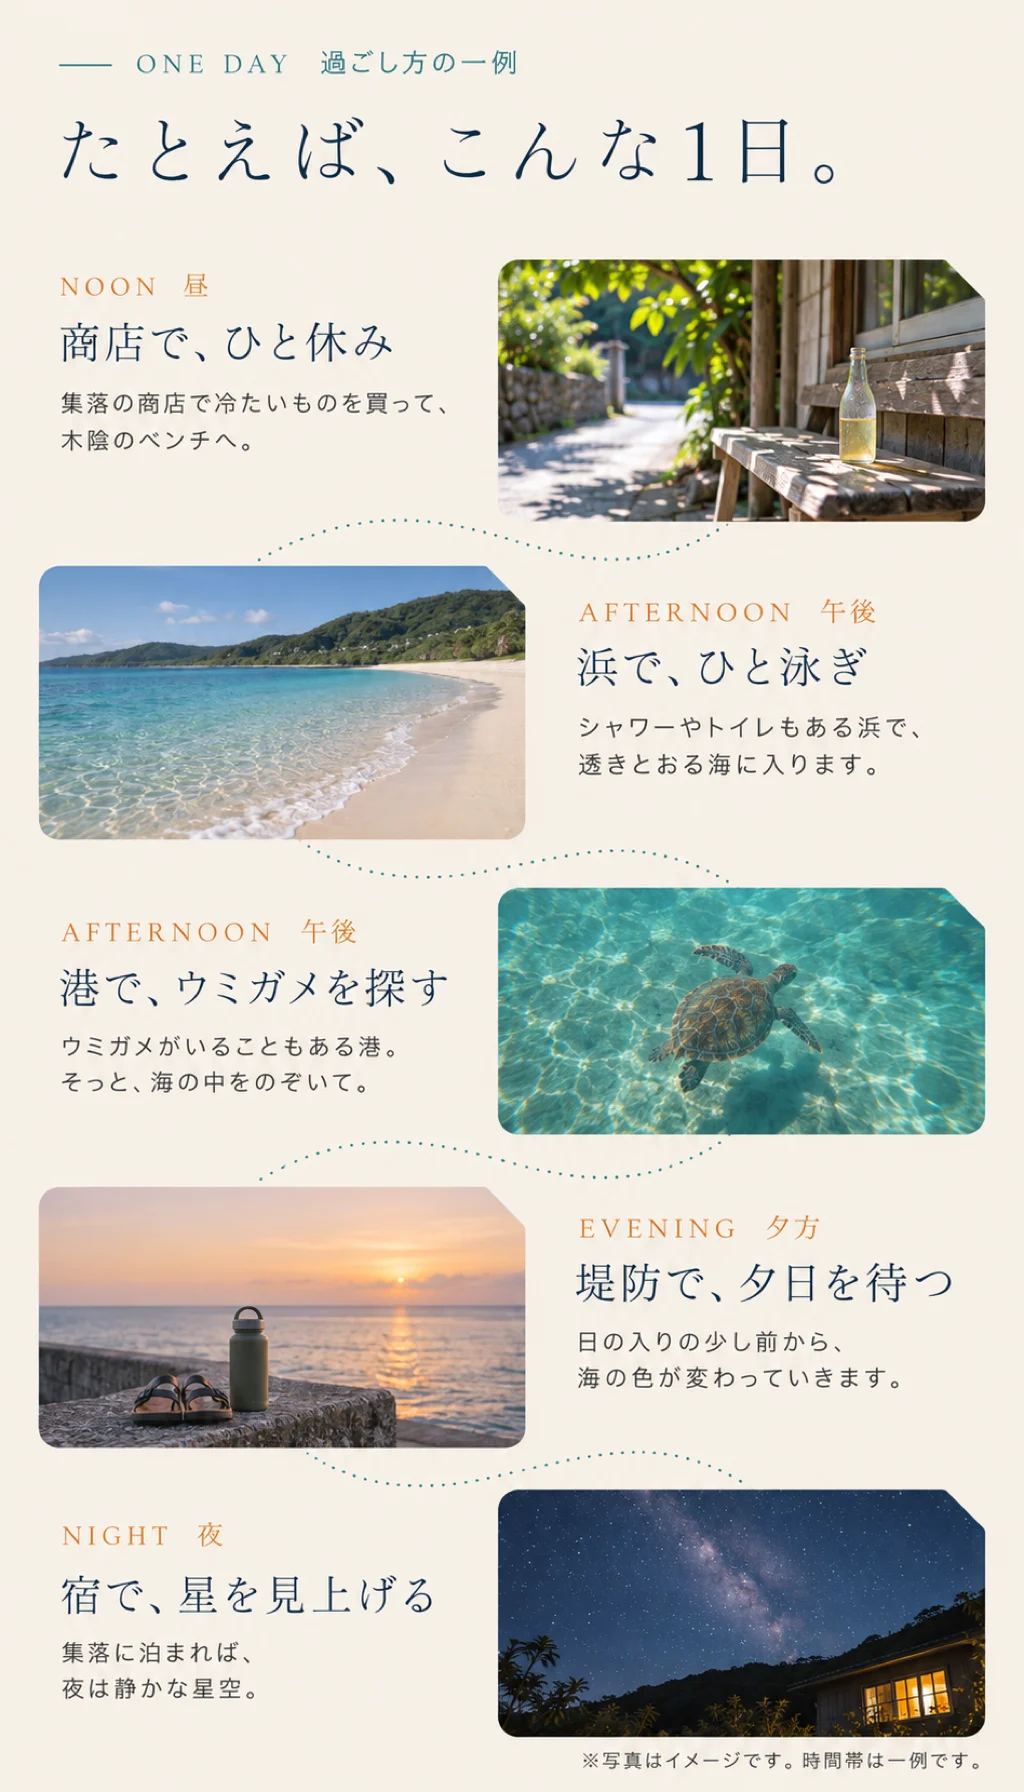 ONE DAY 過ごし方の一例
たとえば、こんな1日。
NOON 昼
商店で、ひと休み
集落の商店で冷たいものを買って、
木陰のベンチへ。
AFTERNOON 午後
浜で、ひと泳ぎ
シャワーやトイレもある浜で、
透きとおる海に入ります。
AFTERNOON 午後
港で、ウミガメを探す
ウミガメがいることもある港。
そっと、海の中をのぞいて。
EVENING 夕方
堤防で、夕日を待つ
日の入りの少し前から、
海の色が変わっていきます。
NIGHT 夜
宿で、星を見上げる
集落に泊まれば、
夜は静かな星空。
※写真はイメージです。時間帯は一例です。